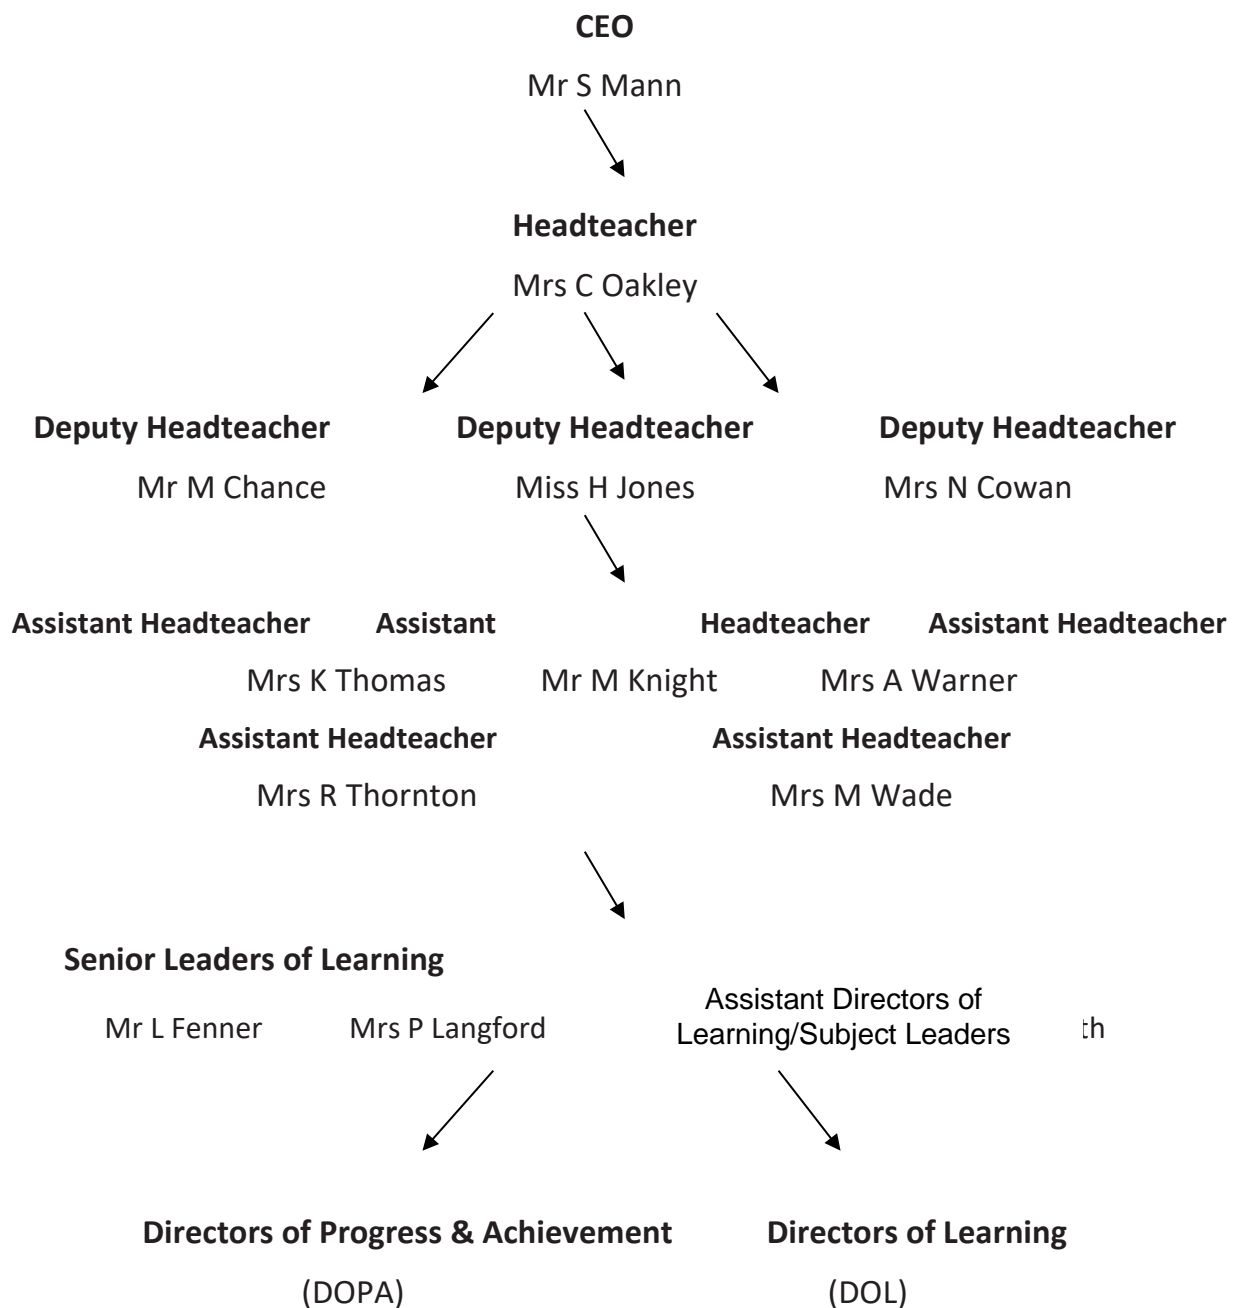 CEO
Mr S Mann
Headteacher
Mrs C Oakley
Deputy Headteacher Deputy Headteacher Deputy Headteacher
Mr M Chance Miss H Jones Mrs N Cowan
Assistant Headteacher Assistant Headteacher Assistant Headteacher
Mrs K Thomas Mr M Knight Mrs A Warner
Assistant Headteacher Assistant Headteacher
Mrs R Thornton Mrs M Wade
Senior Leaders of Learning
Assistant Directors of
Mr L Fenner Mrs P Langford Learning/Subject Leaders
Directors of Progress & Achievement Directors of Learning
(DOPA) (DOL)